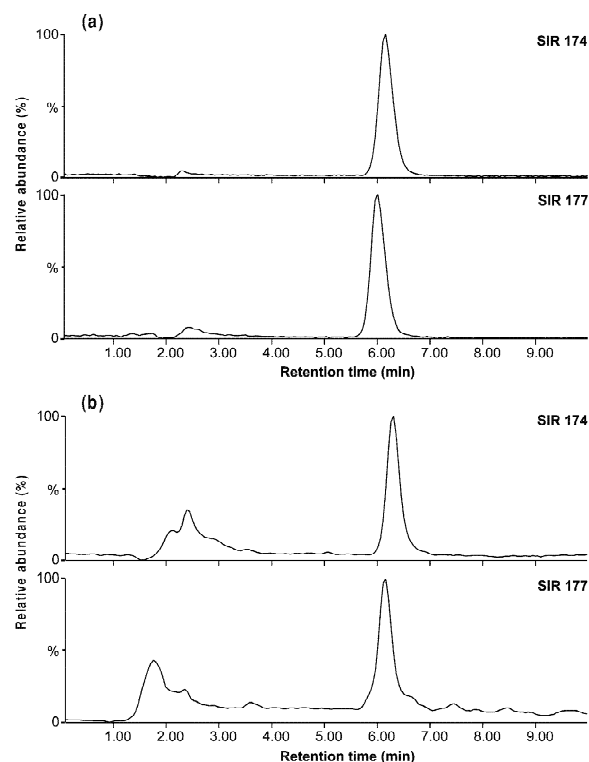 (a)
SIR 174
100
%
0
Relative abundance (%)
SIR 177
100
%
0
1.00 2.00 3.00 4.00 5.00 6.00 7.00 8.00 9.00
Retention time (min)
(b)
SIR 174
100
%
0
Relative abundance (%)
SIR 177
100
%
0
1.00 2.00 3.00 4.00 5.00 6.00 7.00 8.00 9.00
Retention time (min)